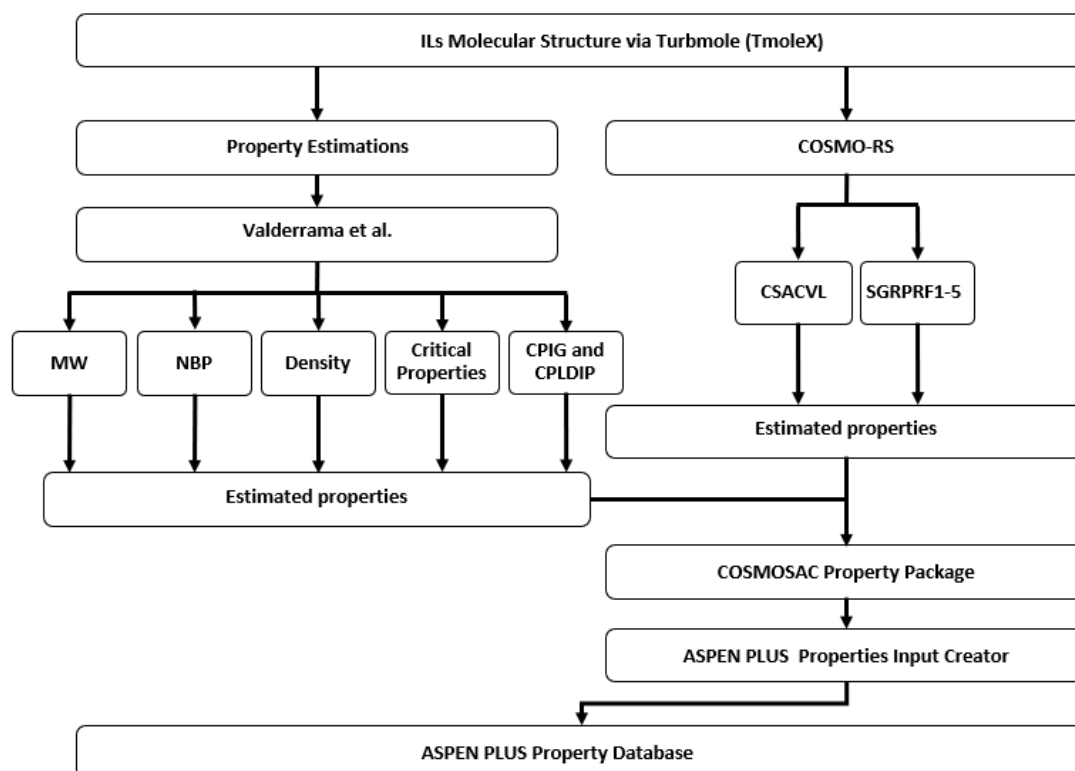 ILs Molecular Structure via Turbmole (TmoleX)
Property Estimations
COSMO-RS
Valderrama et al.
CSACVL
SGRPRF1-5
MW
NBP
Density
Critical
Properties
CPIG and
CPLDIP
Estimated properties
Estimated properties
COSMOSAC Property Package
ASPEN PLUS Properties Input Creator
ASPEN PLUS Property Database